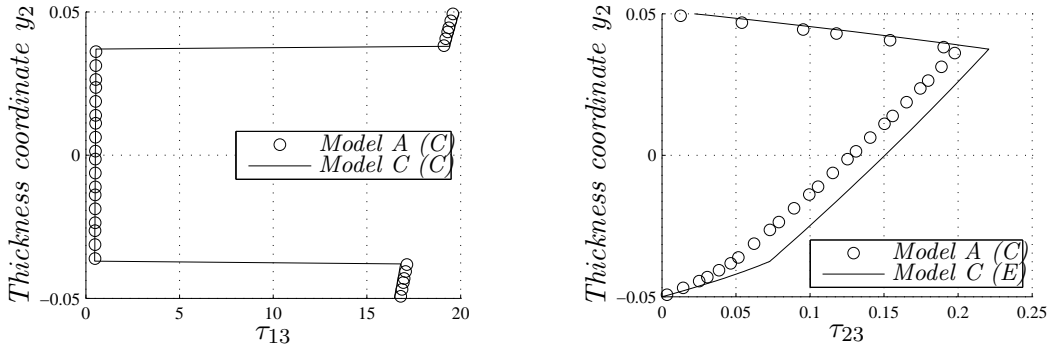 Thickness coordinate y2
0.05
0
−0.05
0
5
10
15
20
τ13
Model A (C)
Model C (C)
Thickness coordinate y2
0.05
0
−0.05
0
0.05
0.1
0.15
0.2
0.25
τ23
Model A (C)
Model C (E)